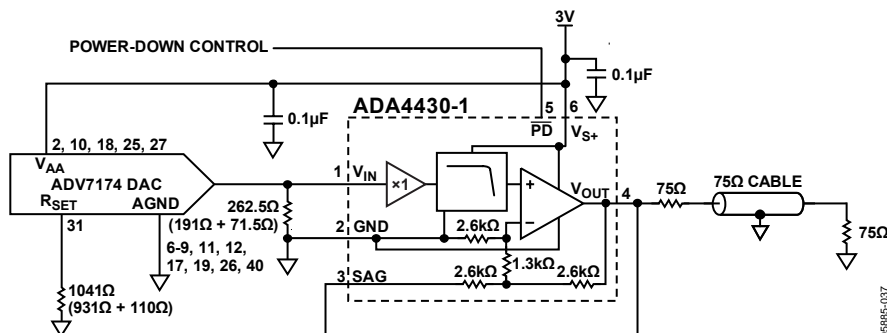 3V
POWER-DOWN CONTROL
0.1µF
0.1µF
ADA4430-1
5
6
PD
VS+
2, 10, 18, 25, 27
VAA
ADV7174 DAC
RSET
AGND
31
1
VIN
×1
+
–
VOUT
4
75Ω
75Ω CABLE
75Ω
262.5Ω
(191Ω + 71.5Ω)
2
GND
2.6kΩ
1.3kΩ
6-9, 11, 12,
17, 19, 26, 40
3
SAG
2.6kΩ
2.6kΩ
1041Ω
(931Ω + 110Ω)